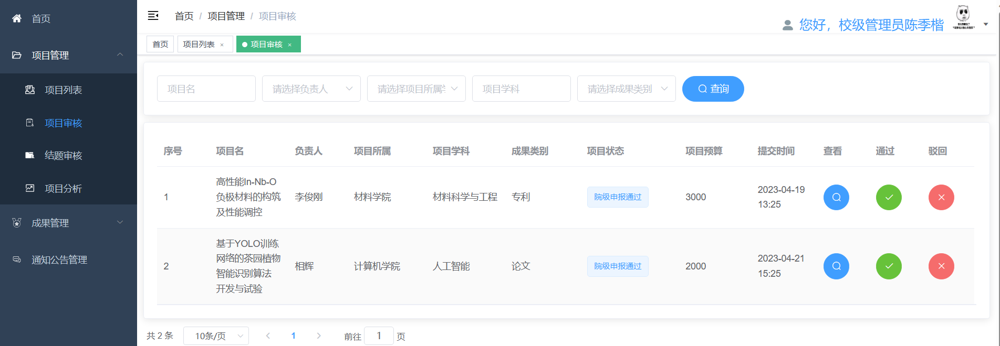 首页
项目管理
项目列表
项目审核
结题审核
项目分析
成果管理
通知公告管理
首页 / 项目管理 / 项目审核
您好，校级管理员陈季楷
首页 项目列表 × 项目审核 ×
项目名 请选择负责人 请选择项目所属 项目学科 请选择成果类别 查询
序号 项目名 负责人 项目所属 项目学科 成果类别 项目状态 项目预算 提交时间 查看 通过 驳回
高性能In-Nb-O
负极材料的构筑
及性能调控
1 李俊刚 材料学院 材料科学与工程 专利 院级申报通过 3000
2023-04-19
13:25
基于YOLO训练
网络的茶园植物
智能识别算法
开发与试验
2 相辉 计算机学院 人工智能 论文 院级申报通过 2000
2023-04-21
15:25
共 2 条 10条/页 1 前往 1 页